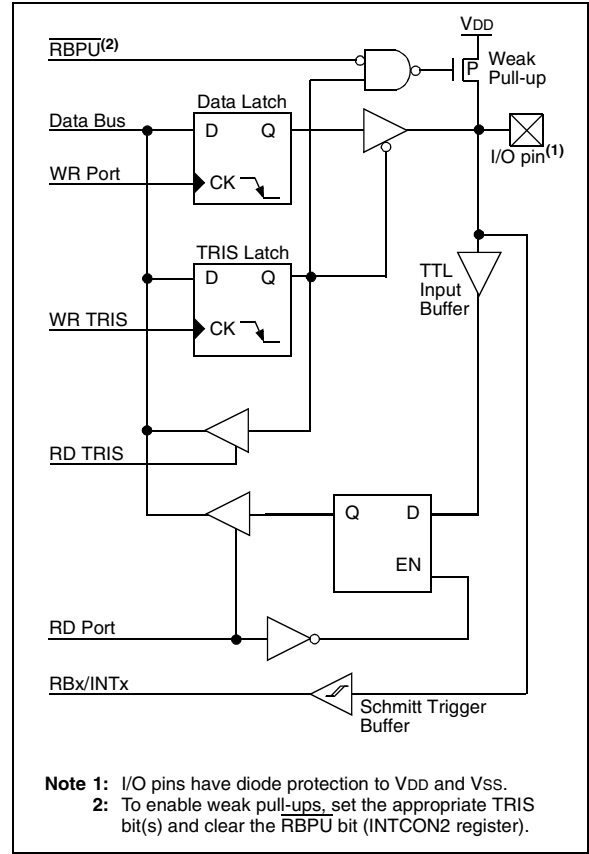 VDD
RBPU(2)
P
Weak
Pull-up
Data Latch
Data Bus
D Q
I/O pin(1)
WR Port
CK
TRIS Latch
D Q
TTL
Input
Buffer
WR TRIS
CK
RD TRIS
Q D
EN
RD Port
RBx/INTx
Schmitt Trigger
Buffer
Note 1: I/O pins have diode protection to VDD and VSS.
2: To enable weak pull-ups, set the appropriate TRIS
bit(s) and clear the RBPU bit (INTCON2 register).